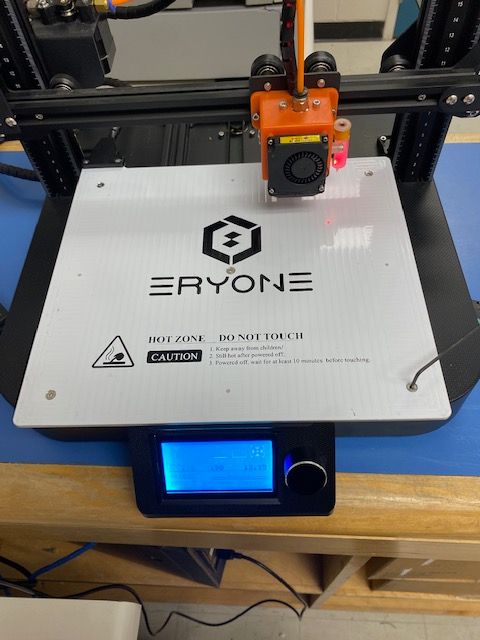 ERYONE
HOT ZONE DO NOT TOUCH
CAUTION
1. Keep away from children/
2. Still hot after powered off.
3. Powered off, wait for at least 10 minutes before touching.